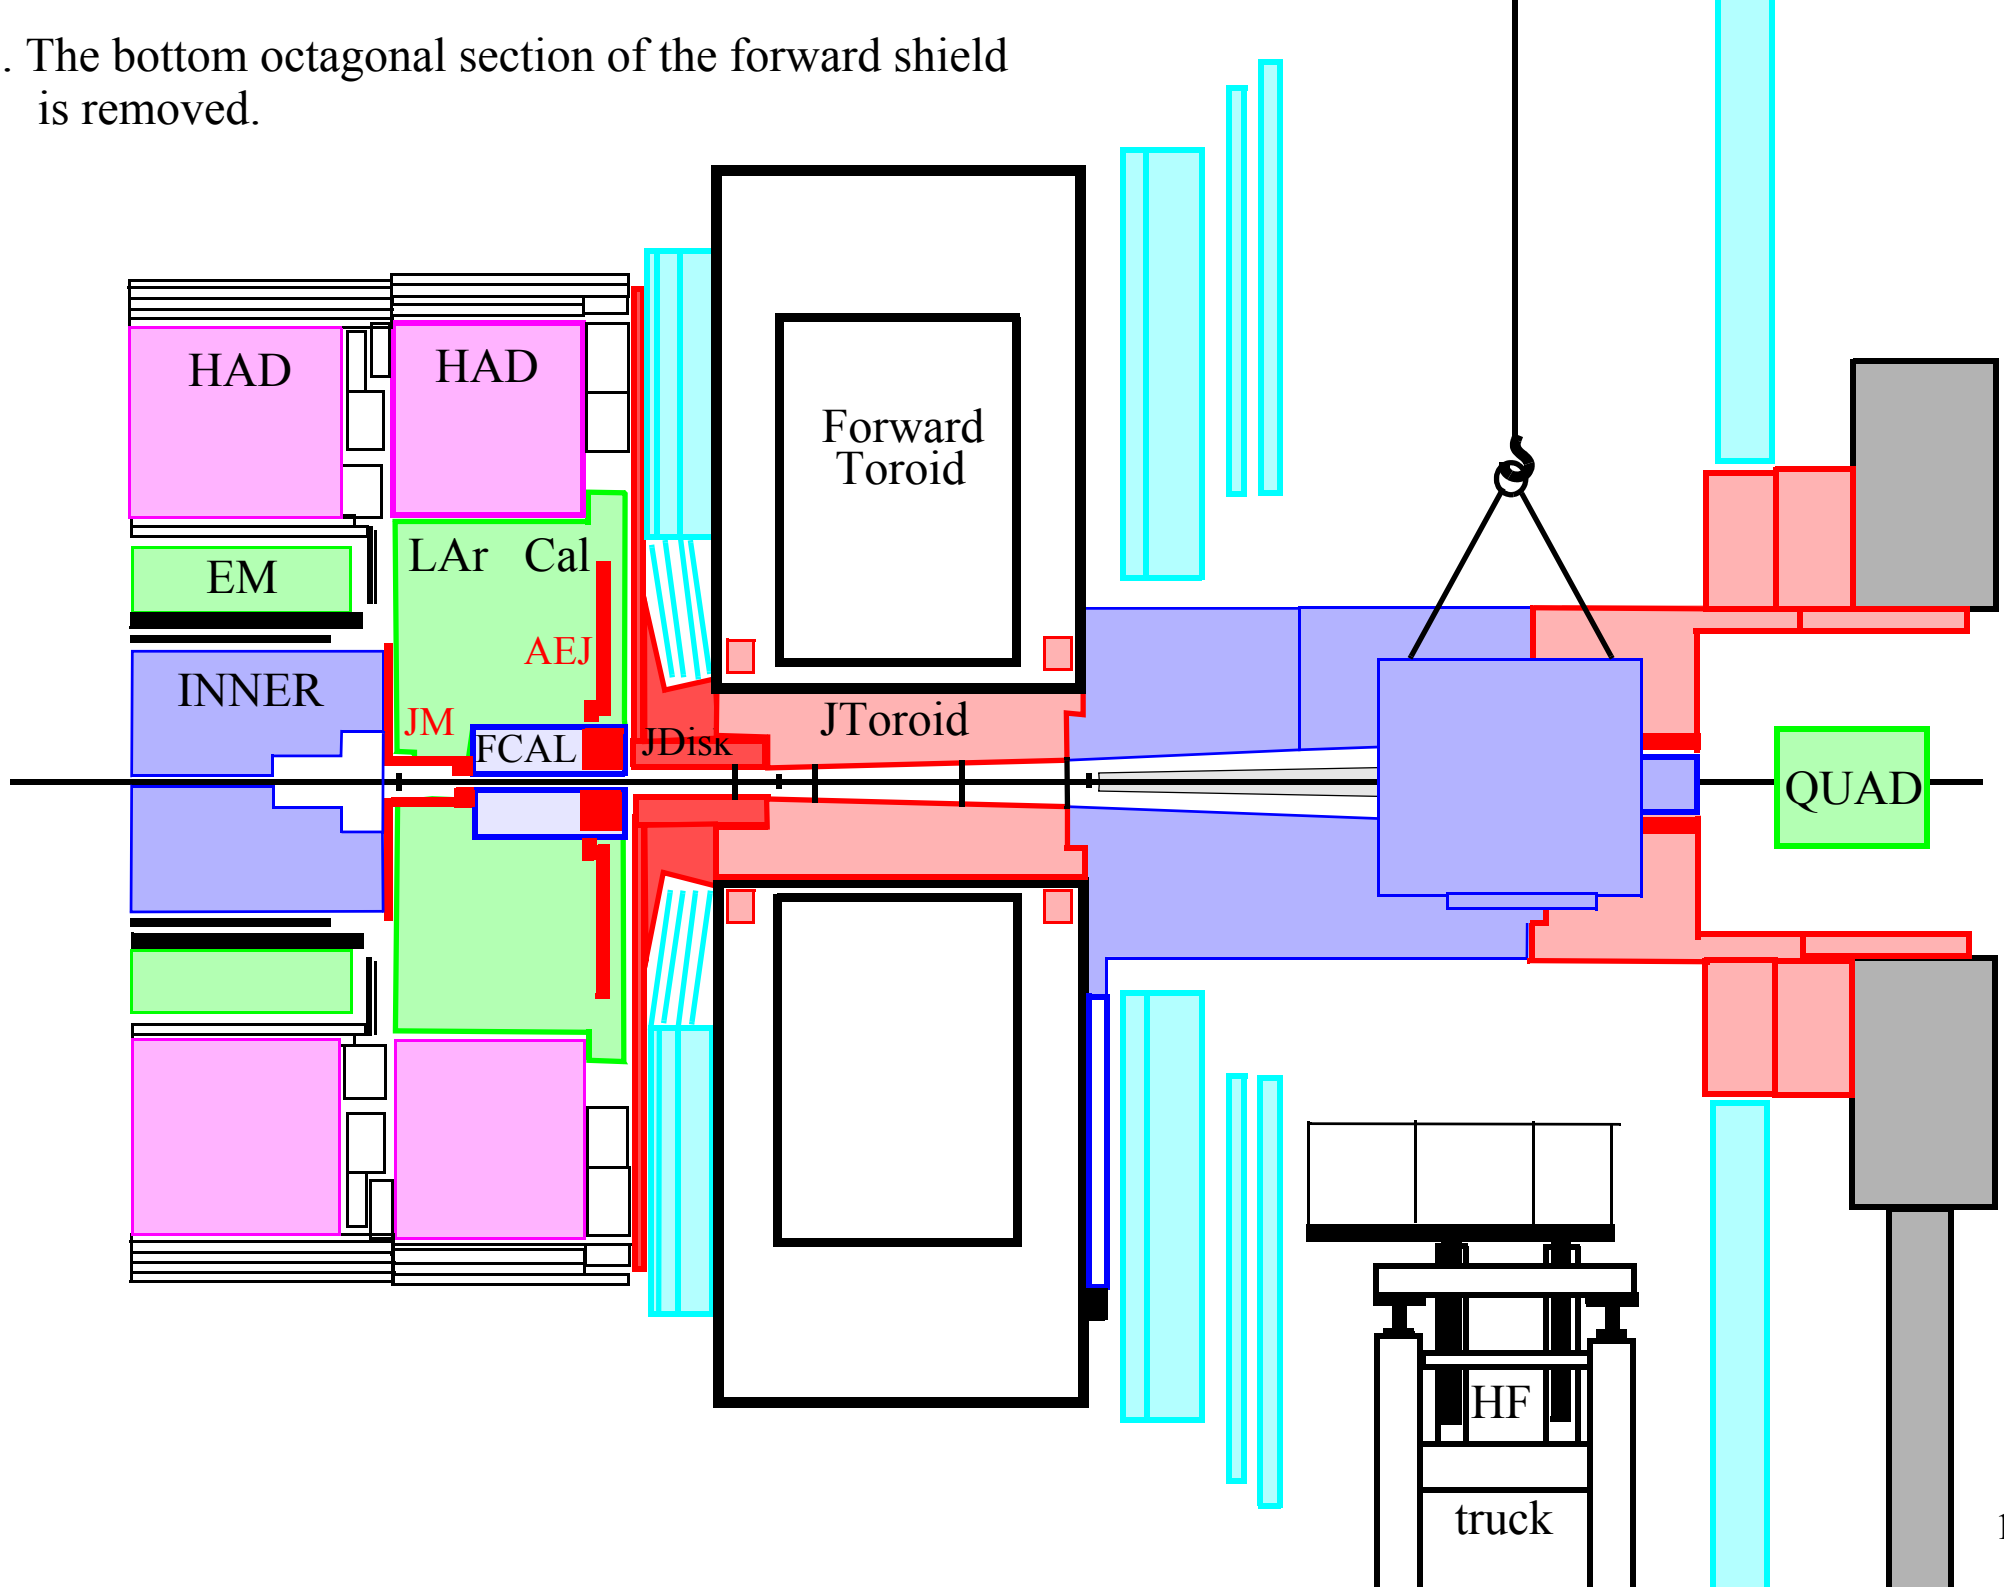 . The bottom octagonal section of the forward shield
is removed.
HAD
HAD
Forward
Toroid
LAr Cal
EM
AEJ
INNER
JM
JToroid
FCAL
JDisk
QUAD
HF
truck